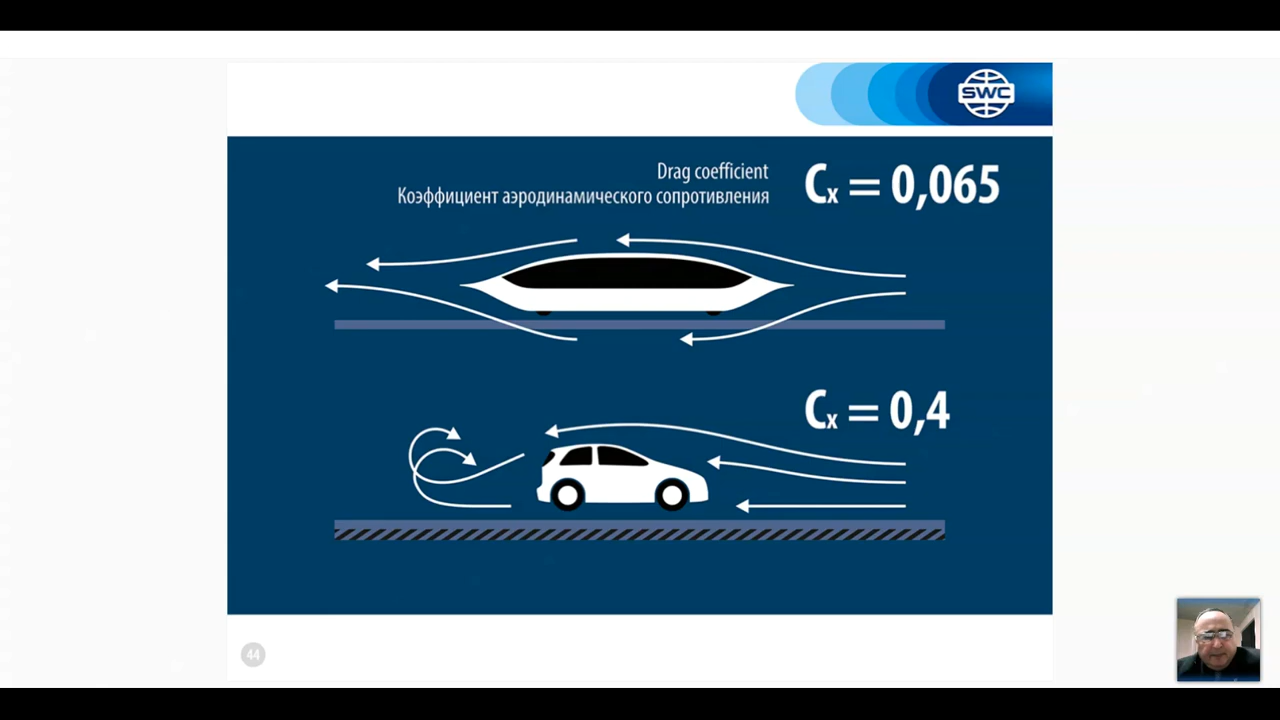 SWC
Drag coefficient
Коэффициент аэродинамического сопротивления
Cx = 0,065
Cx = 0,4
44